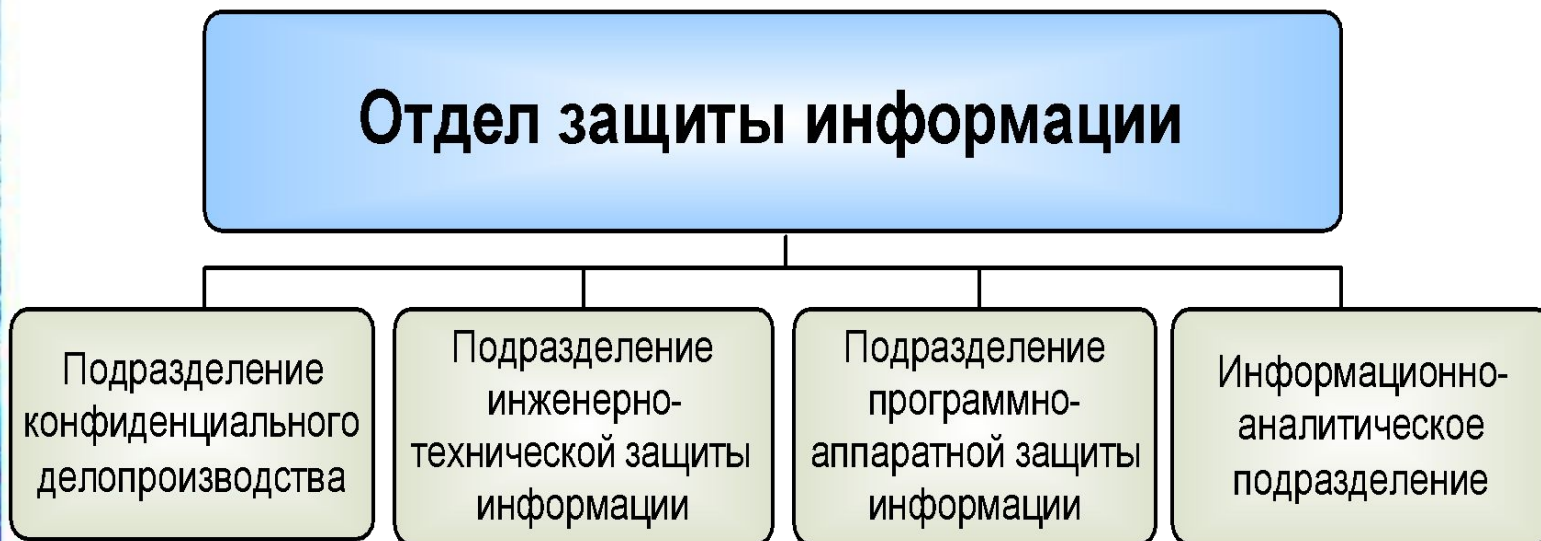 Отдел защиты информации
Подразделение
конфиденциального
делопроизводства
Подразделение
инженерно-
технической защиты
информации
Подразделение
программно-
аппаратной защиты
информации
Информационно-
аналитическое
подразделение